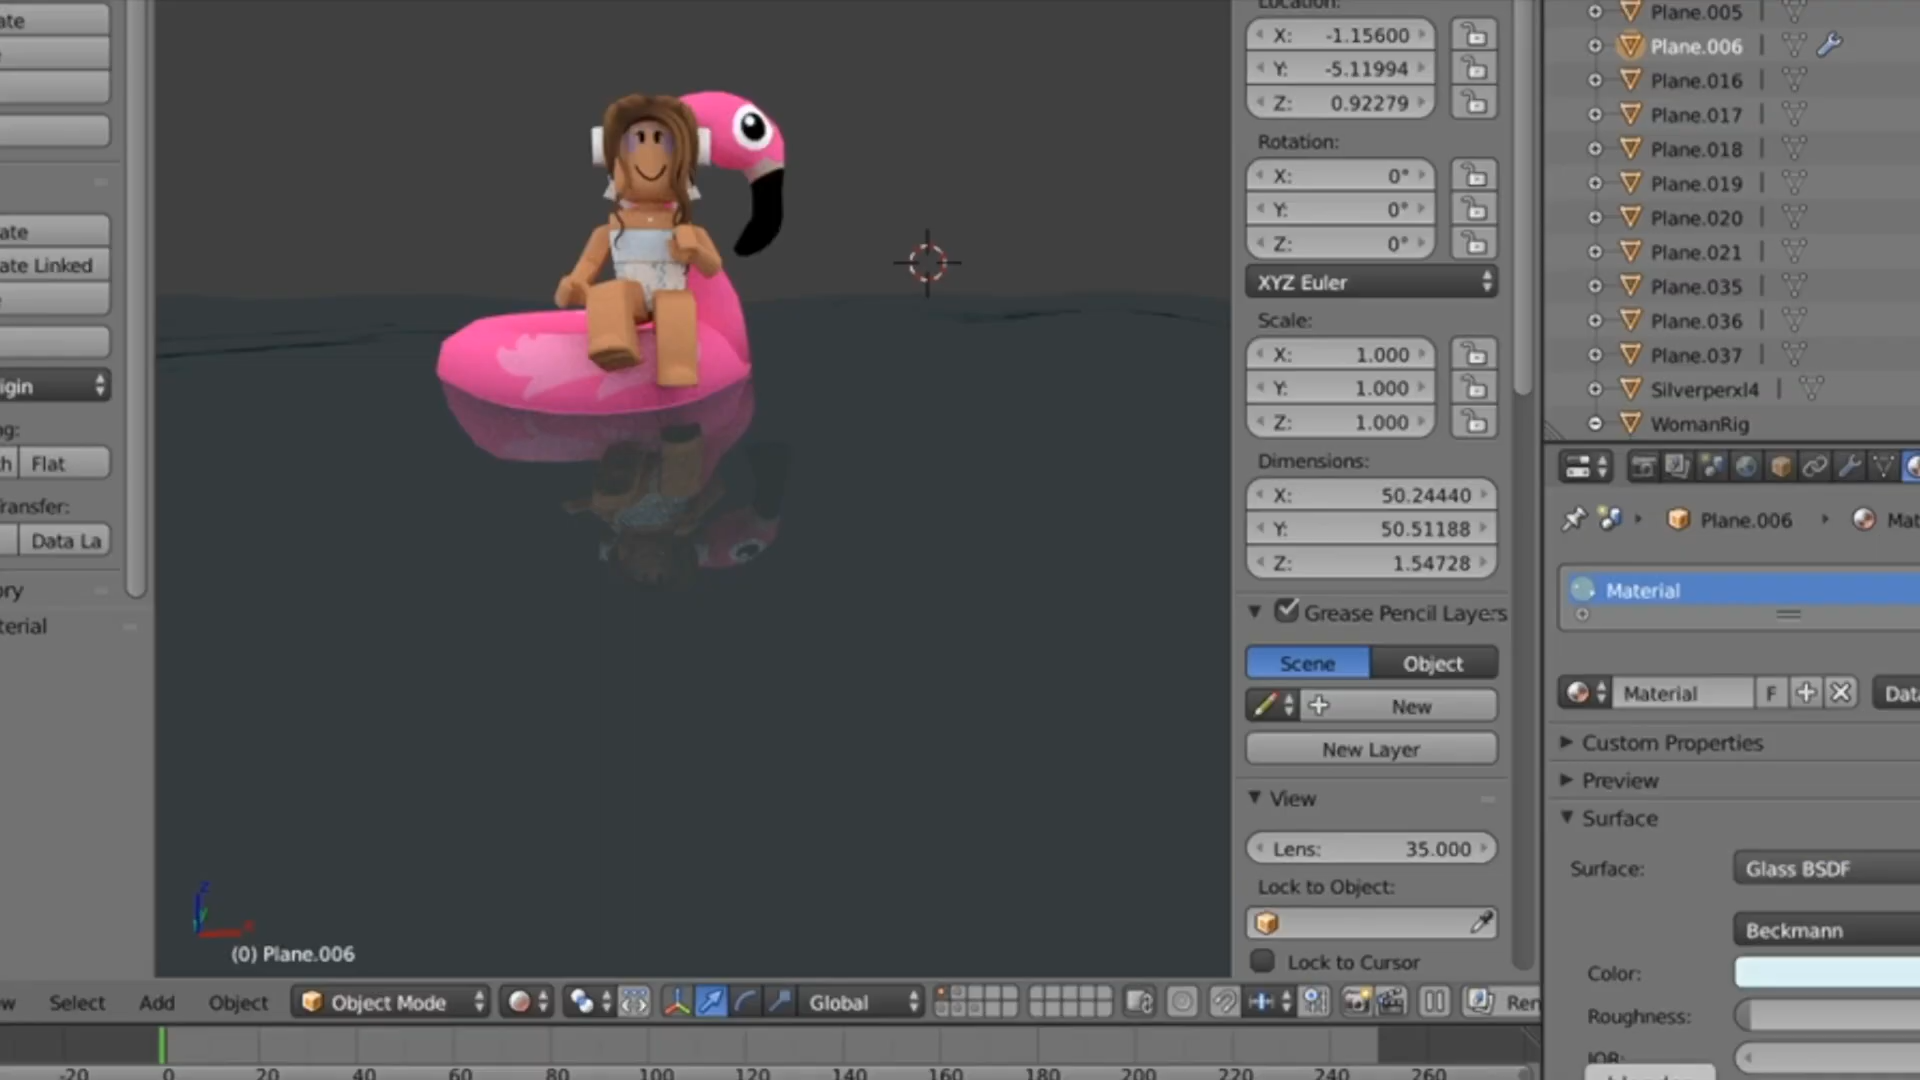 ate
ate
ate Linked
igin
g:
h Flat
ransfer:
Data La
ory
terial
(0) Plane.006
Location:
X: -1.15600
Y: -5.11994
Z: 0.92279
Rotation:
X: 0°
Y: 0°
Z: 0°
XYZ Euler
Scale:
X: 1.000
Y: 1.000
Z: 1.000
Dimensions:
X: 50.24440
Y: 50.51188
Z: 1.54728
Grease Pencil Layers
Scene Object
New
New Layer
View
Lens: 35.000
Lock to Object:
Lock to Cursor
Plane.005
Plane.006
Plane.016
Plane.017
Plane.018
Plane.019
Plane.020
Plane.021
Plane.035
Plane.036
Plane.037
Silverperxl4
WomanRig
Plane.006 Mat
Material
Material F Data
Custom Properties
Preview
Surface
Surface: Glass BSDF
Beckmann
Color:
Roughness:
IOR:
ew Select Add Object Object Mode Global Ren
-20 0 20 40 60 80 100 120 140 160 180 200 220 240 260